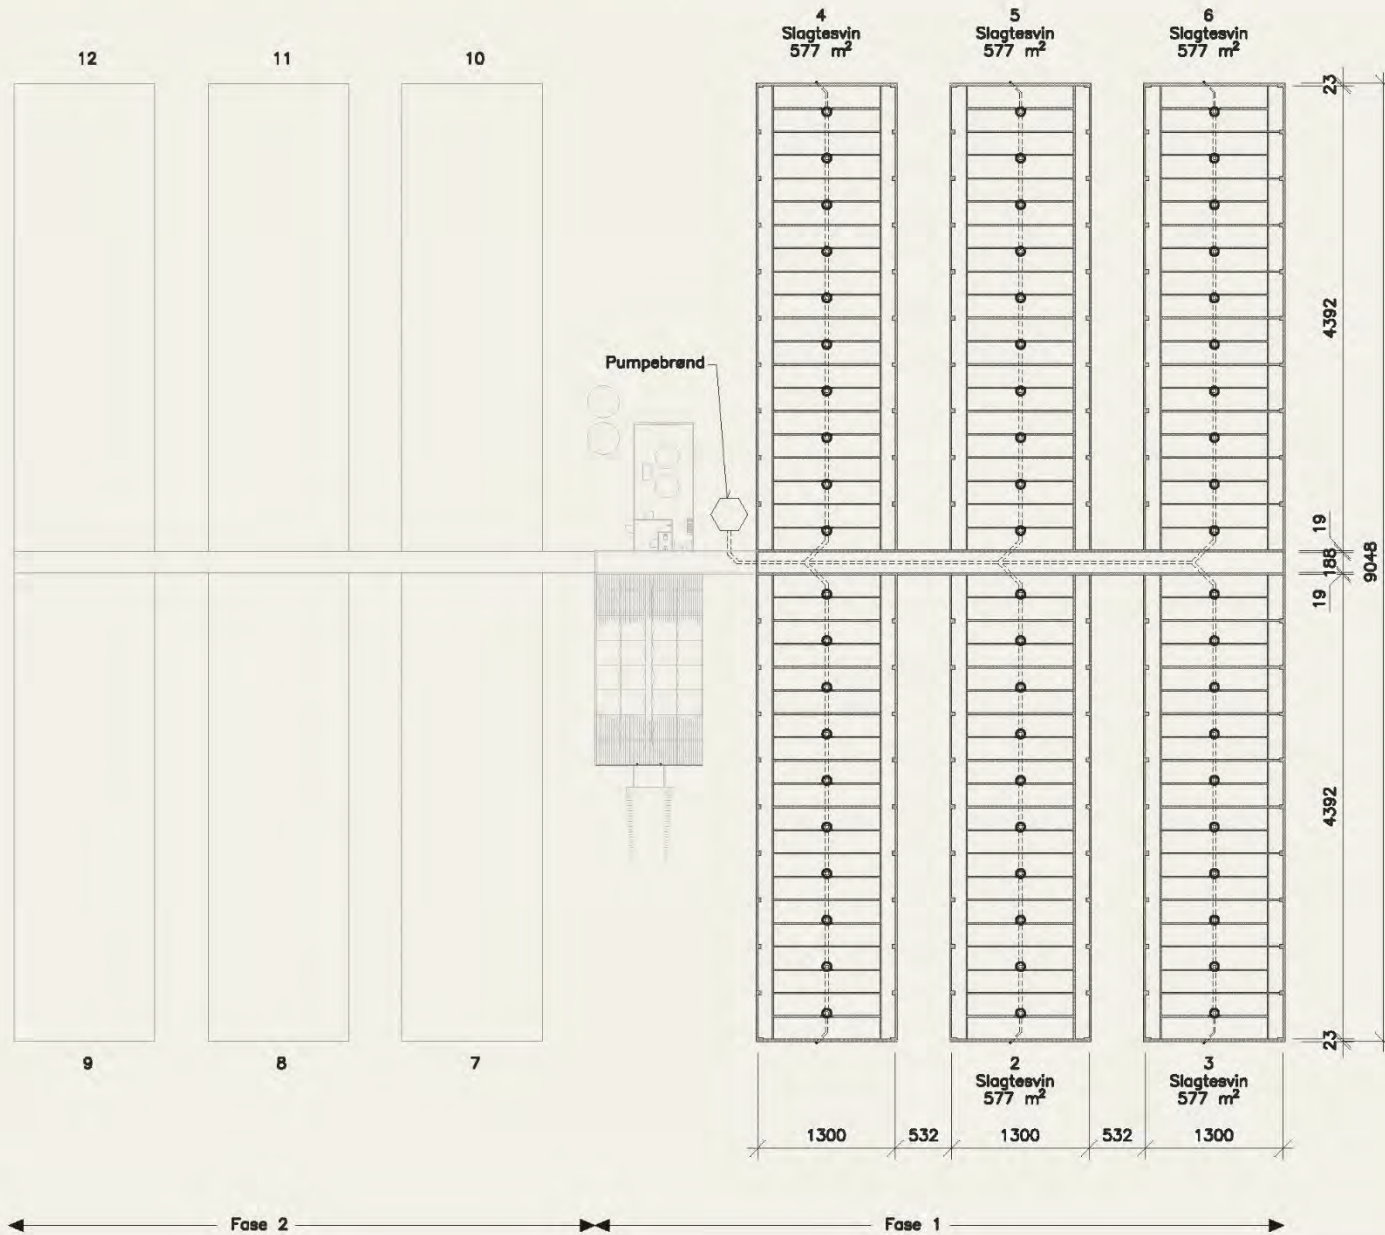 4
Slagtesvin
577 m²
5
Slagtesvin
577 m²
6
Slagtesvin
577 m²
12
11
10
23
4392
Pumpebrønd
19
188
19
9048
4392
23
9
8
7
2
Slagtesvin
577 m²
3
Slagtesvin
577 m²
1300
532
1300
532
1300
Fase 2
Fase 1